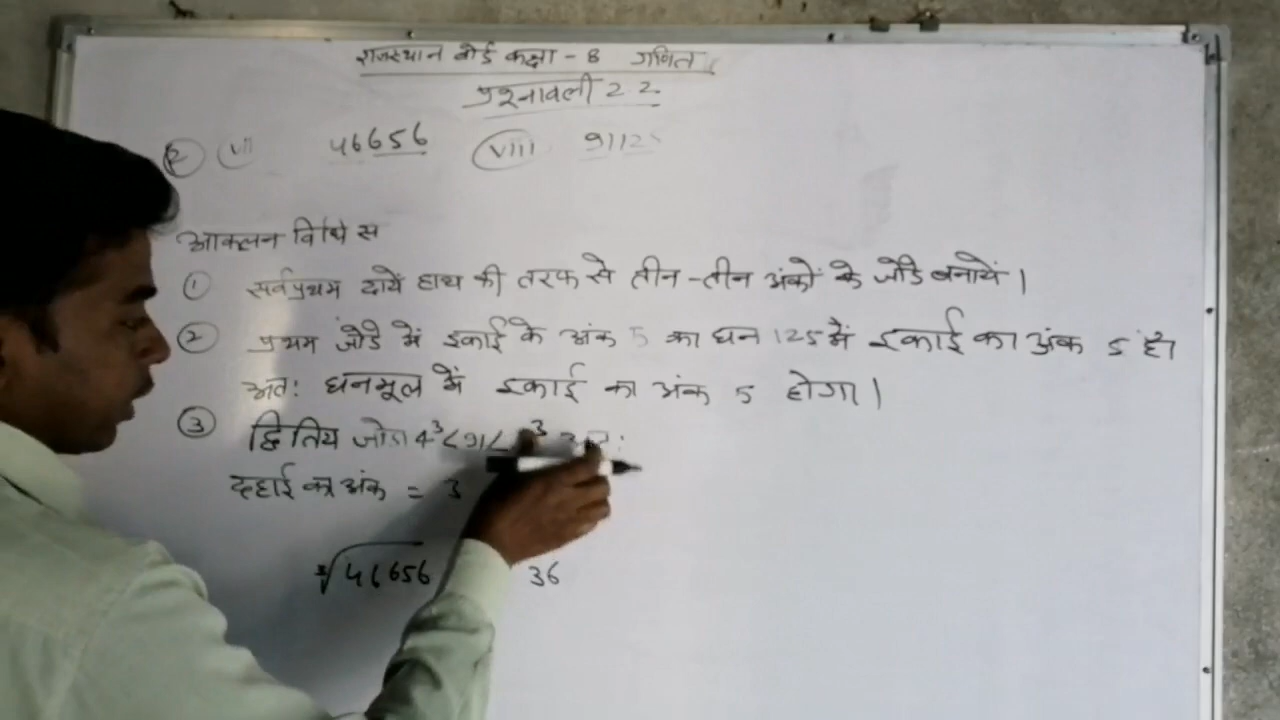 राजस्थान बोर्ड कक्षा - 8 गणित
प्रश्नावली 2.2
2 VII 46656 VIII 91125
आकलन विधि से
1 सर्वप्रथम दायें हाथ की तरफ से तीन-तीन अंकों के जोडे बनायें।
2 प्रथम जोडे में इकाई के अंक 5 का घन 125 में इकाई का अंक 5 है।
अतः घनमूल में इकाई का अंक 5 होगा।
3 द्वितिय जोडा 4³<91<
दहाई का अंक = 3
∛46656 36